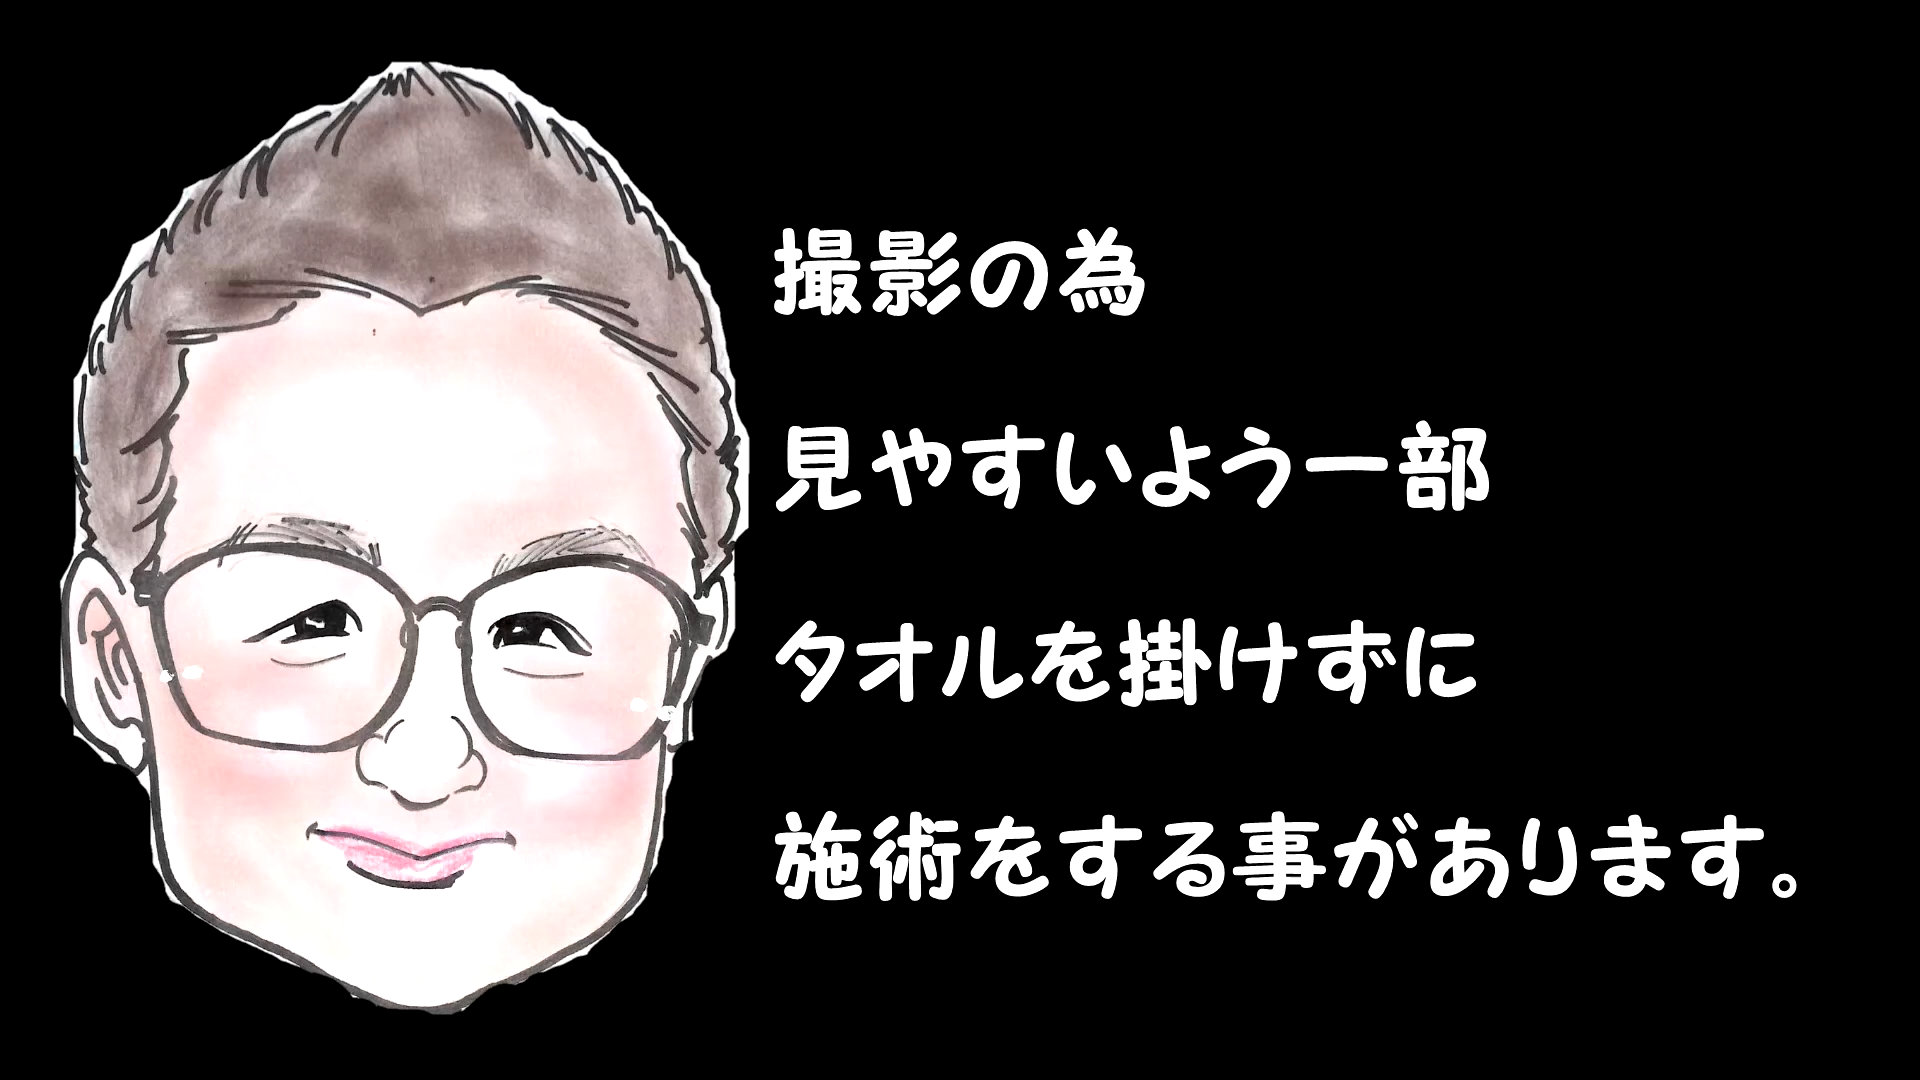 撮影の為
見やすいよう一部
タオルを掛けずに
施術をする事があります。